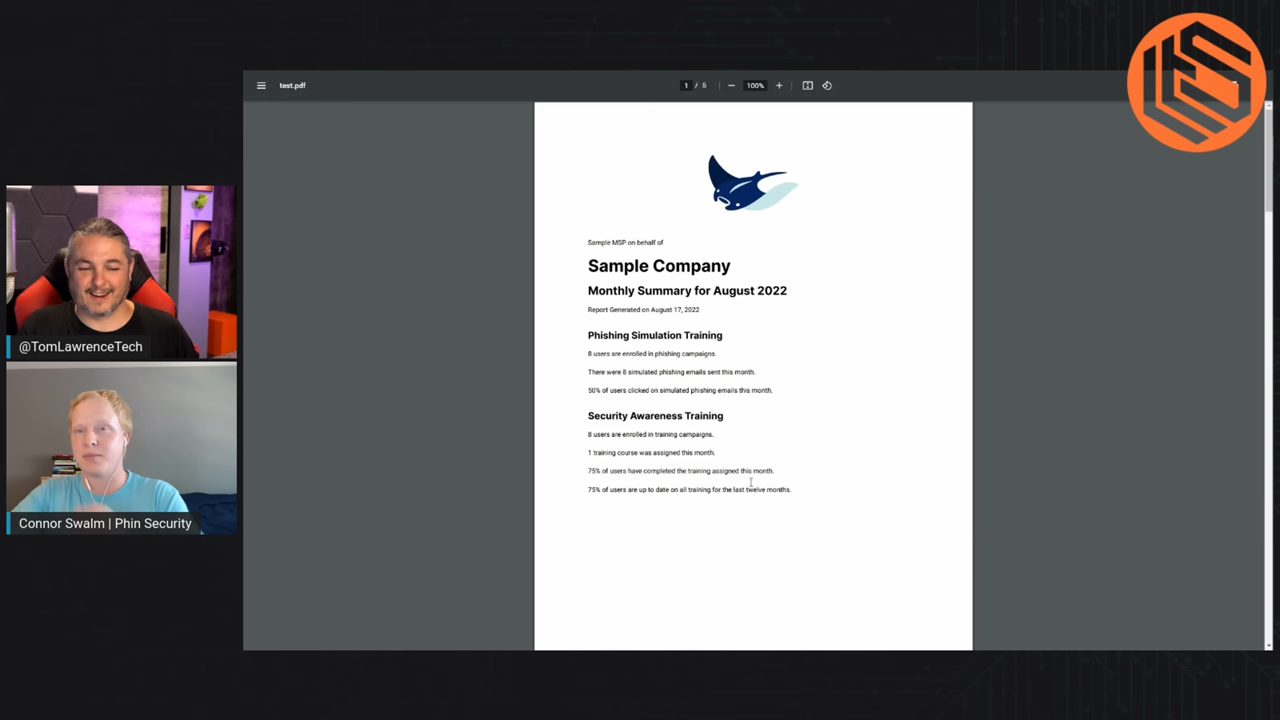 test.pdf
1 / 5
100%
Sample MSP on behalf of
Sample Company
Monthly Summary for August 2022
Report Generated on August 17, 2022
Phishing Simulation Training
8 users are enrolled in phishing campaigns.
There were 8 simulated phishing emails sent this month.
50% of users clicked on simulated phishing emails this month.
Security Awareness Training
8 users are enrolled in training campaigns.
1 training course was assigned this month.
75% of users have completed the training assigned this month.
75% of users are up to date on all training for the last twelve months.
@TomLawrenceTech
Connor Swalm | Phin Security